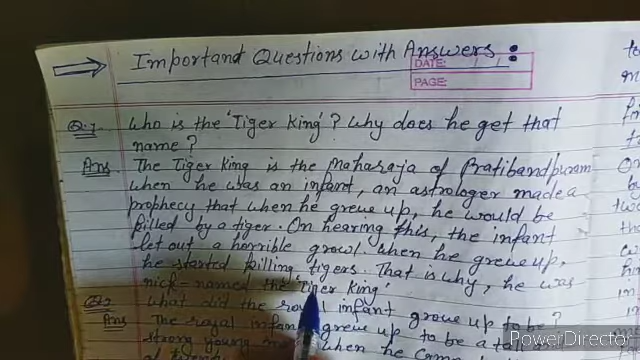 Important Questions with Answers :
DATE:
PAGE:
Q.1 Who is the 'Tiger King'? Why does he get that
name?
Ans. The Tiger King is the Maharaja of Pratibandpuram
when he was an infant, an astrologer made a
prophecy that when he grew up, he would be
killed by a tiger. On hearing this, the infant
let out a horrible growl. When he grew up,
he started killing tigers. That is why, he was
nick-named the 'Tiger King'
Q.2 What did the royal infant grow up to be?
Ans The royal infant grew up to be a
strong young when he came
PowerDirector